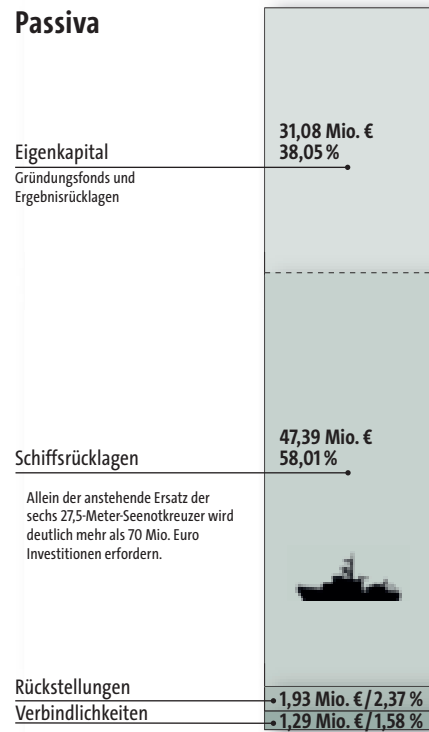 Passiva
31,08 Mio. €
38,05 %
Eigenkapital
Gründungsfonds und
Ergebnisrücklagen
47,39 Mio. €
58,01 %
Schiffsrücklagen
Allein der anstehende Ersatz der
sechs 27,5-Meter-Seenotkreuzer wird
deutlich mehr als 70 Mio. Euro
Investitionen erfordern.
Rückstellungen
1,93 Mio. €/2,37 %
Verbindlichkeiten
1,29 Mio. €/1,58 %